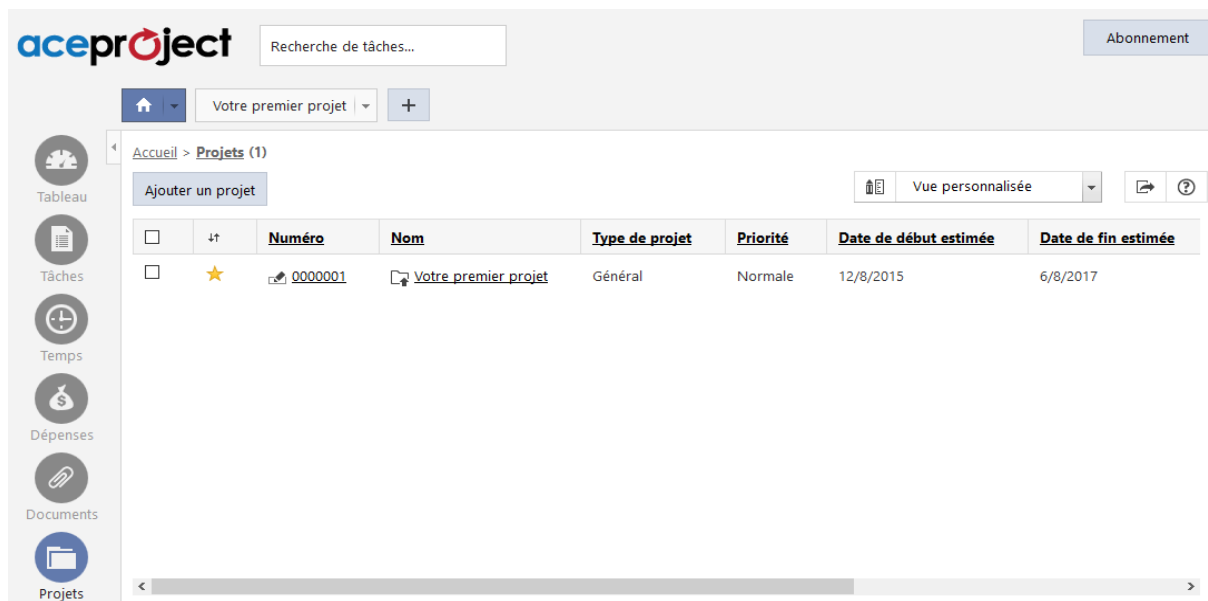 aceproject
Recherche de tâches...
Abonnement
Votre premier projet
Accueil > Projets (1)
Ajouter un projet
Vue personnalisée
Numéro Nom Type de projet Priorité Date de début estimée Date de fin estimée
0000001 Votre premier projet Général Normale 12/8/2015 6/8/2017
Tableau
Tâches
Temps
Dépenses
Documents
Projets